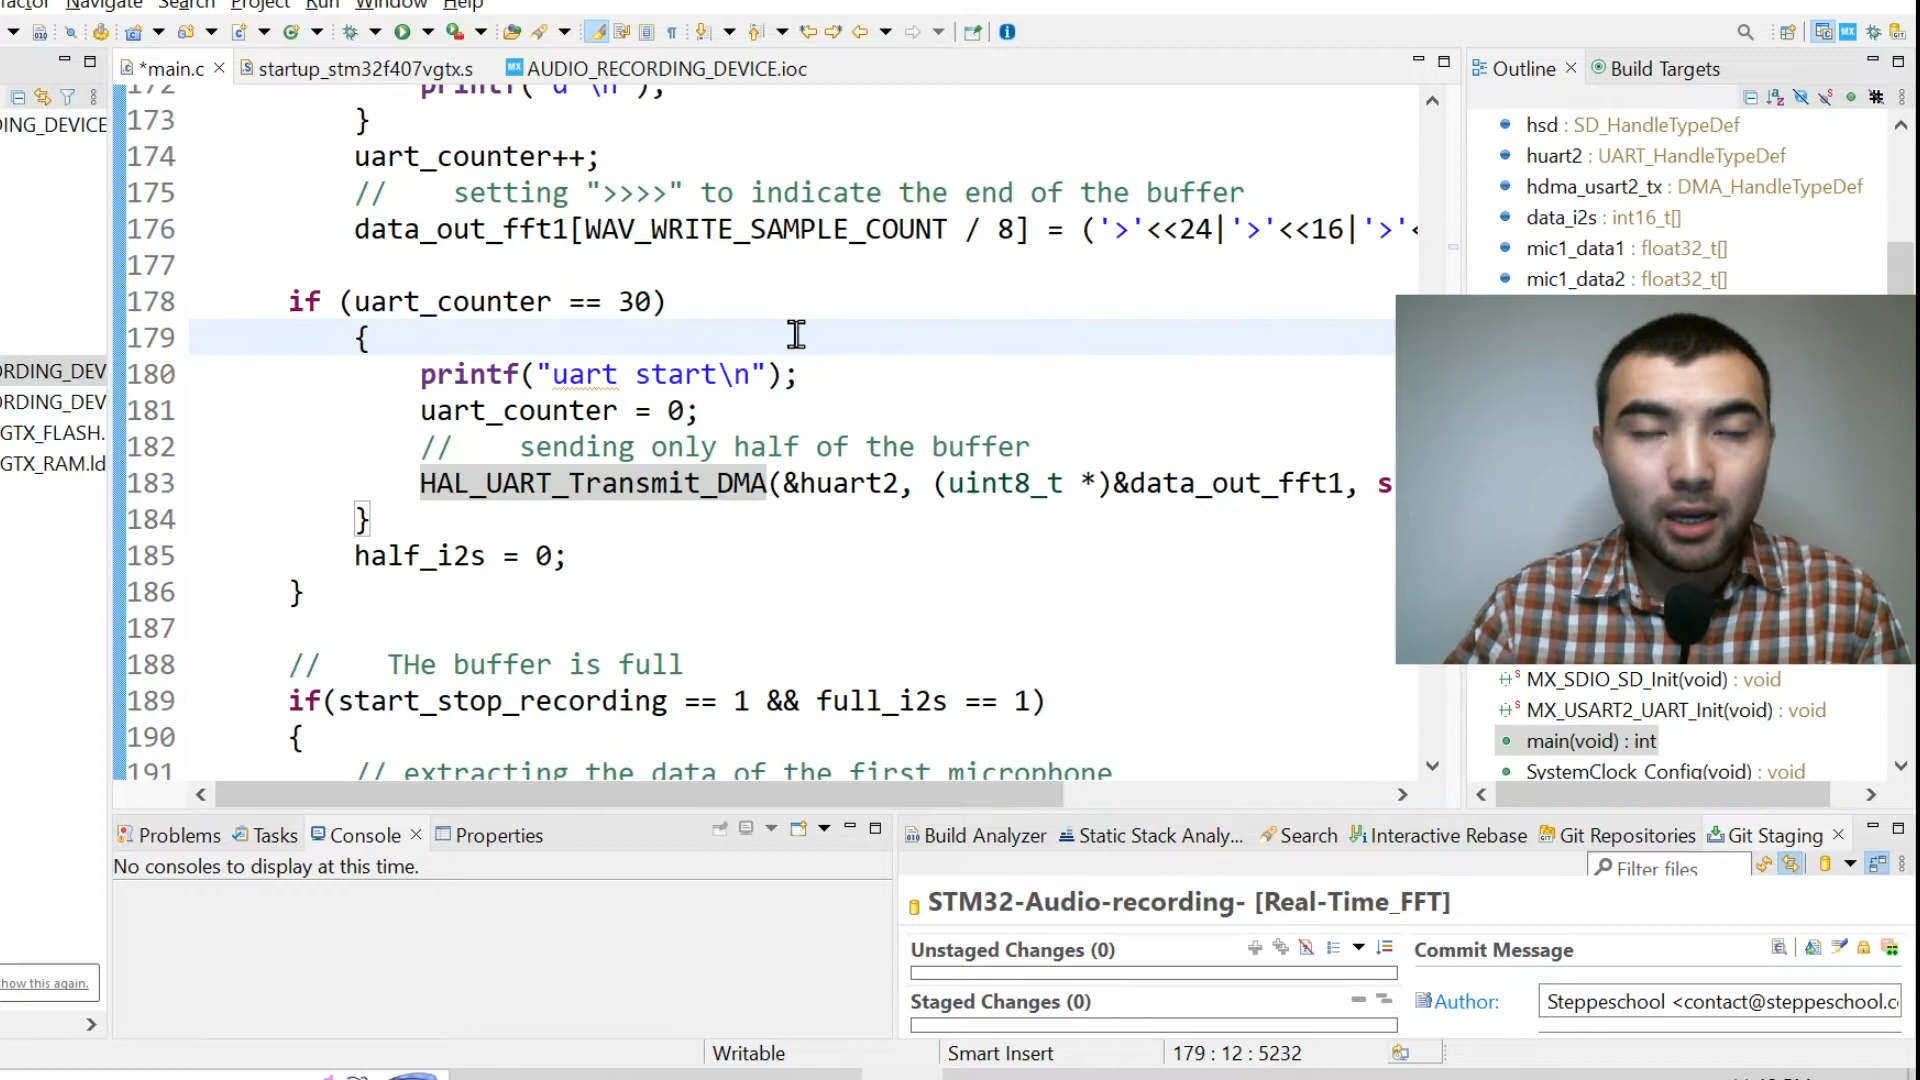 factor Navigate Search Project Run Window Help
*main.c
startup_stm32f407vgtx.s
AUDIO_RECORDING_DEVICE.ioc
Outline
Build Targets
ING_DEVICE
RDING_DEV
RDING_DEV
GTX_FLASH.
GTX_RAM.ld
how this again.
172 printf("d \n");
173 }
174 uart_counter++;
175 // setting ">>>>" to indicate the end of the buffer
176 data_out_fft1[WAV_WRITE_SAMPLE_COUNT / 8] = ('>'<<24|'>'<<16|'>'<
177
178 if (uart_counter == 30)
179 {
180 printf("uart start\n");
181 uart_counter = 0;
182 // sending only half of the buffer
183 HAL_UART_Transmit_DMA(&huart2, (uint8_t *)&data_out_fft1, s
184 }
185 half_i2s = 0;
186 }
187
188 // THe buffer is full
189 if(start_stop_recording == 1 && full_i2s == 1)
190 {
191 // extracting the data of the first microphone
hsd : SD_HandleTypeDef
huart2 : UART_HandleTypeDef
hdma_usart2_tx : DMA_HandleTypeDef
data_i2s : int16_t[]
mic1_data1 : float32_t[]
mic1_data2 : float32_t[]
MX_SDIO_SD_Init(void) : void
MX_USART2_UART_Init(void) : void
main(void) : int
SystemClock_Config(void) : void
Problems Tasks Console Properties
No consoles to display at this time.
Build Analyzer Static Stack Analy... Search Interactive Rebase Git Repositories Git Staging
Filter files
STM32-Audio-recording- [Real-Time_FFT]
Unstaged Changes (0)
Staged Changes (0)
Commit Message
Author: Steppeschool <contact@steppeschool.c
Writable Smart Insert 179 : 12 : 5232